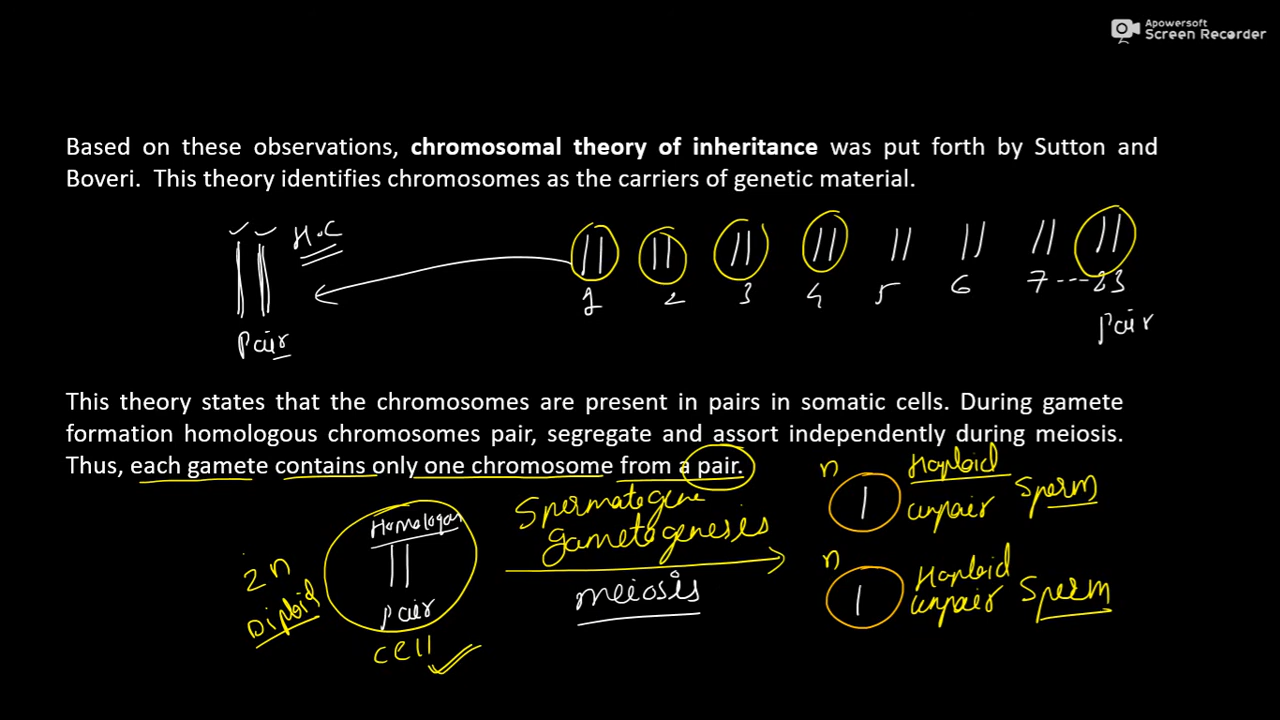 Apowersoft
Screen Recorder
Based on these observations, chromosomal theory of inheritance was put forth by Sutton and
Boveri. This theory identifies chromosomes as the carriers of genetic material.
H.C
1 2 3 4 5 6 7 ---- 23
Pair
pair
This theory states that the chromosomes are present in pairs in somatic cells. During gamete
formation homologous chromosomes pair, segregate and assort independently during meiosis.
Thus, each gamete contains only one chromosome from a pair.
n Haploid
unpair Sperm
Spermatogene
Homologou
gametogenesis
2n
Diploid
pair
cell
meiosis
n Haploid
unpair Sperm